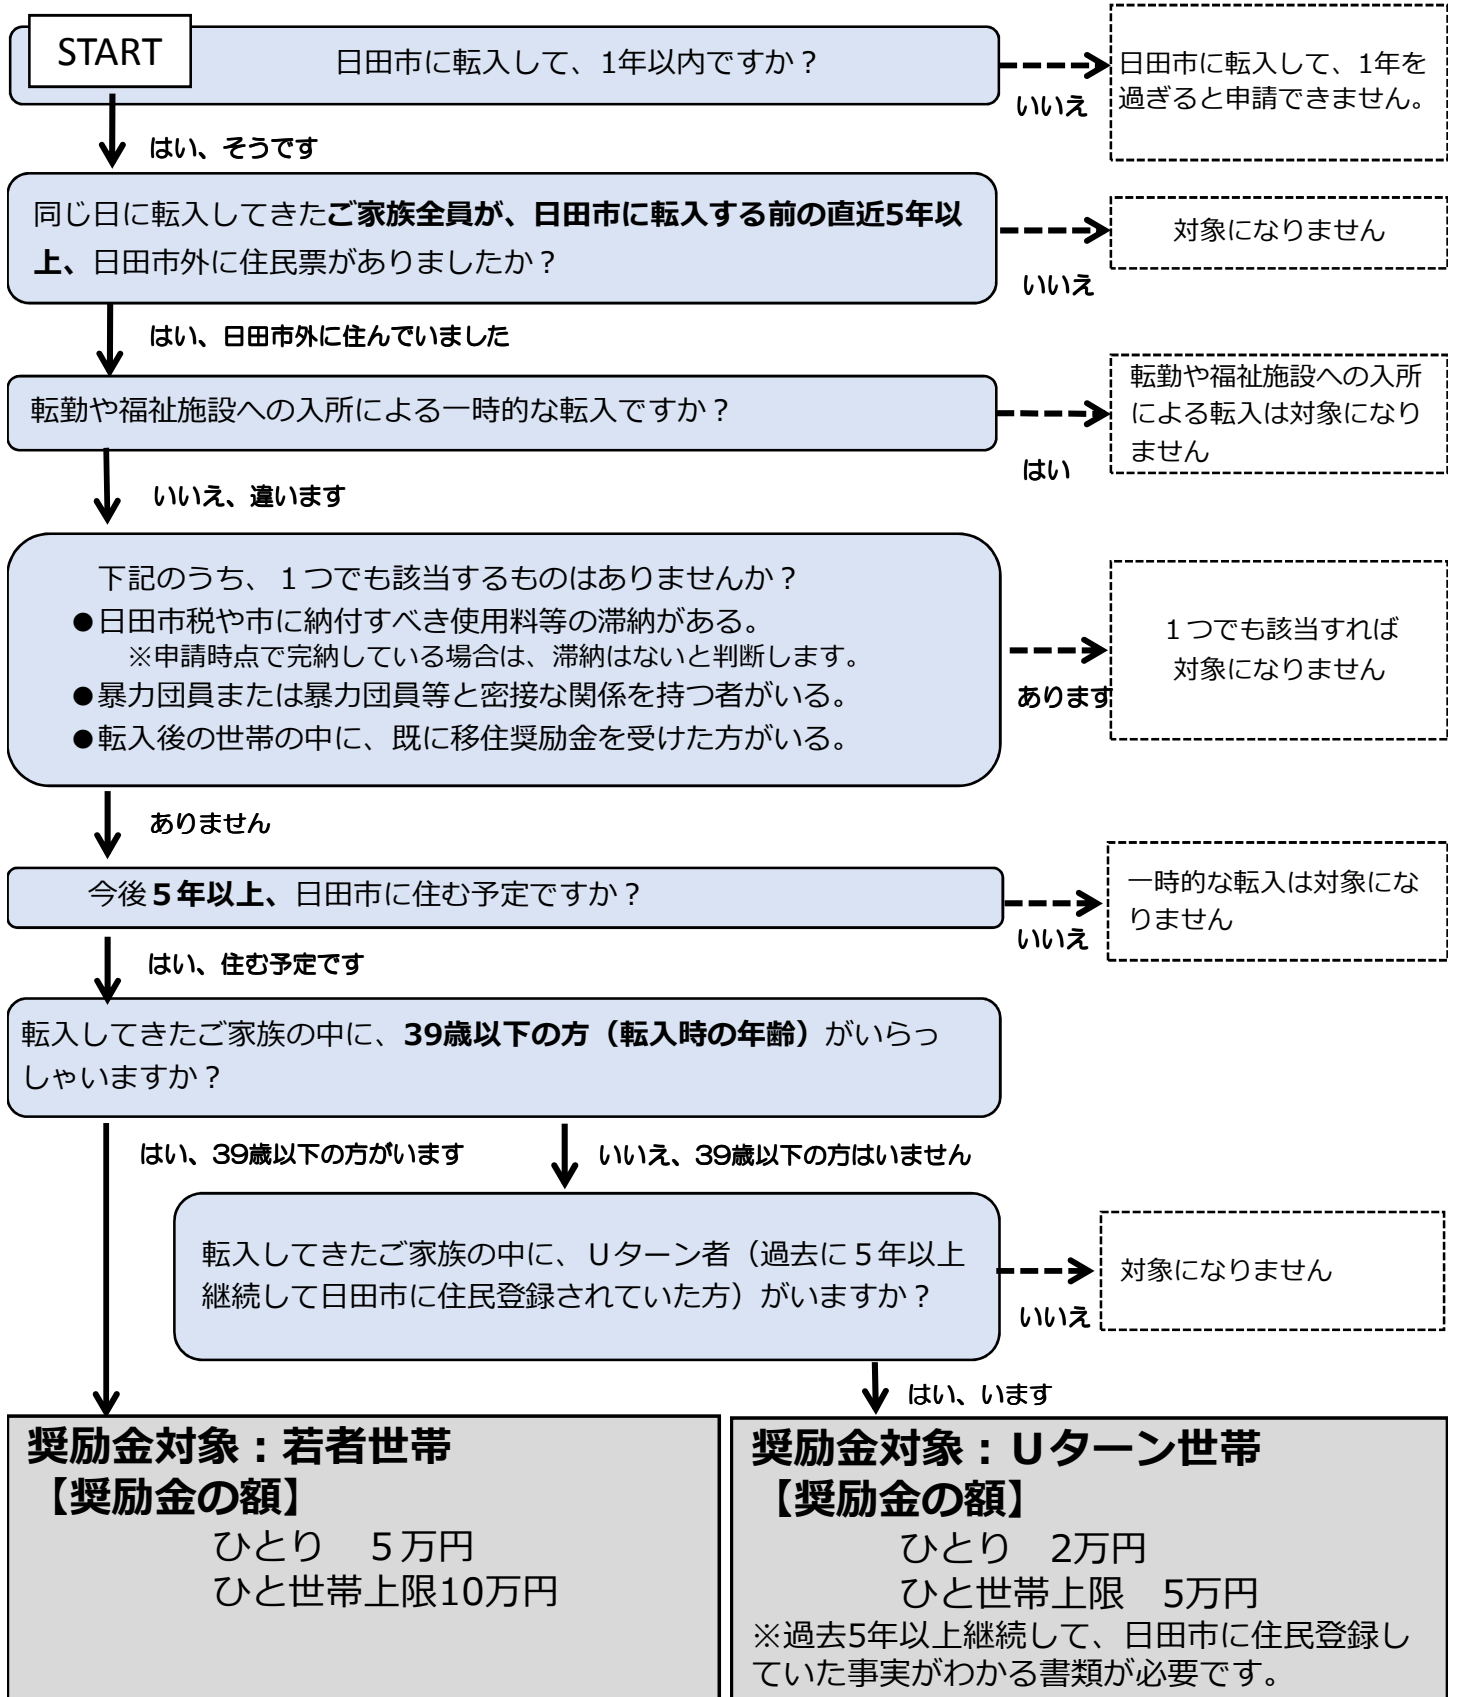 START
日田市に転入して、1年以内ですか？
いいえ
日田市に転入して、1年を
過ぎると申請できません。
はい、そうです
同じ日に転入してきたご家族全員が、日田市に転入する前の直近5年以
上、日田市外に住民票がありましたか？
いいえ
対象になりません
はい、日田市外に住んでいました
転勤や福祉施設への入所による一時的な転入ですか？
はい
転勤や福祉施設への入所
による転入は対象になり
ません
いいえ、違います
下記のうち、１つでも該当するものはありませんか？
●日田市税や市に納付すべき使用料等の滞納がある。
※申請時点で完納している場合は、滞納はないと判断します。
●暴力団員または暴力団員等と密接な関係を持つ者がいる。
●転入後の世帯の中に、既に移住奨励金を受けた方がいる。
あります
１つでも該当すれば
対象になりません
ありません
今後５年以上、日田市に住む予定ですか？
いいえ
一時的な転入は対象にな
りません
はい、住む予定です
転入してきたご家族の中に、39歳以下の方（転入時の年齢）がいらっ
しゃいますか？
はい、39歳以下の方がいます
いいえ、39歳以下の方はいません
転入してきたご家族の中に、Ｕターン者（過去に５年以上
継続して日田市に住民登録されていた方）がいますか？
いいえ
対象になりません
はい、います
奨励金対象：若者世帯
【奨励金の額】
ひとり　５万円
ひと世帯上限10万円
奨励金対象：Ｕターン世帯
【奨励金の額】
ひとり　2万円
ひと世帯上限　5万円
※過去5年以上継続して、日田市に住民登録し
ていた事実がわかる書類が必要です。